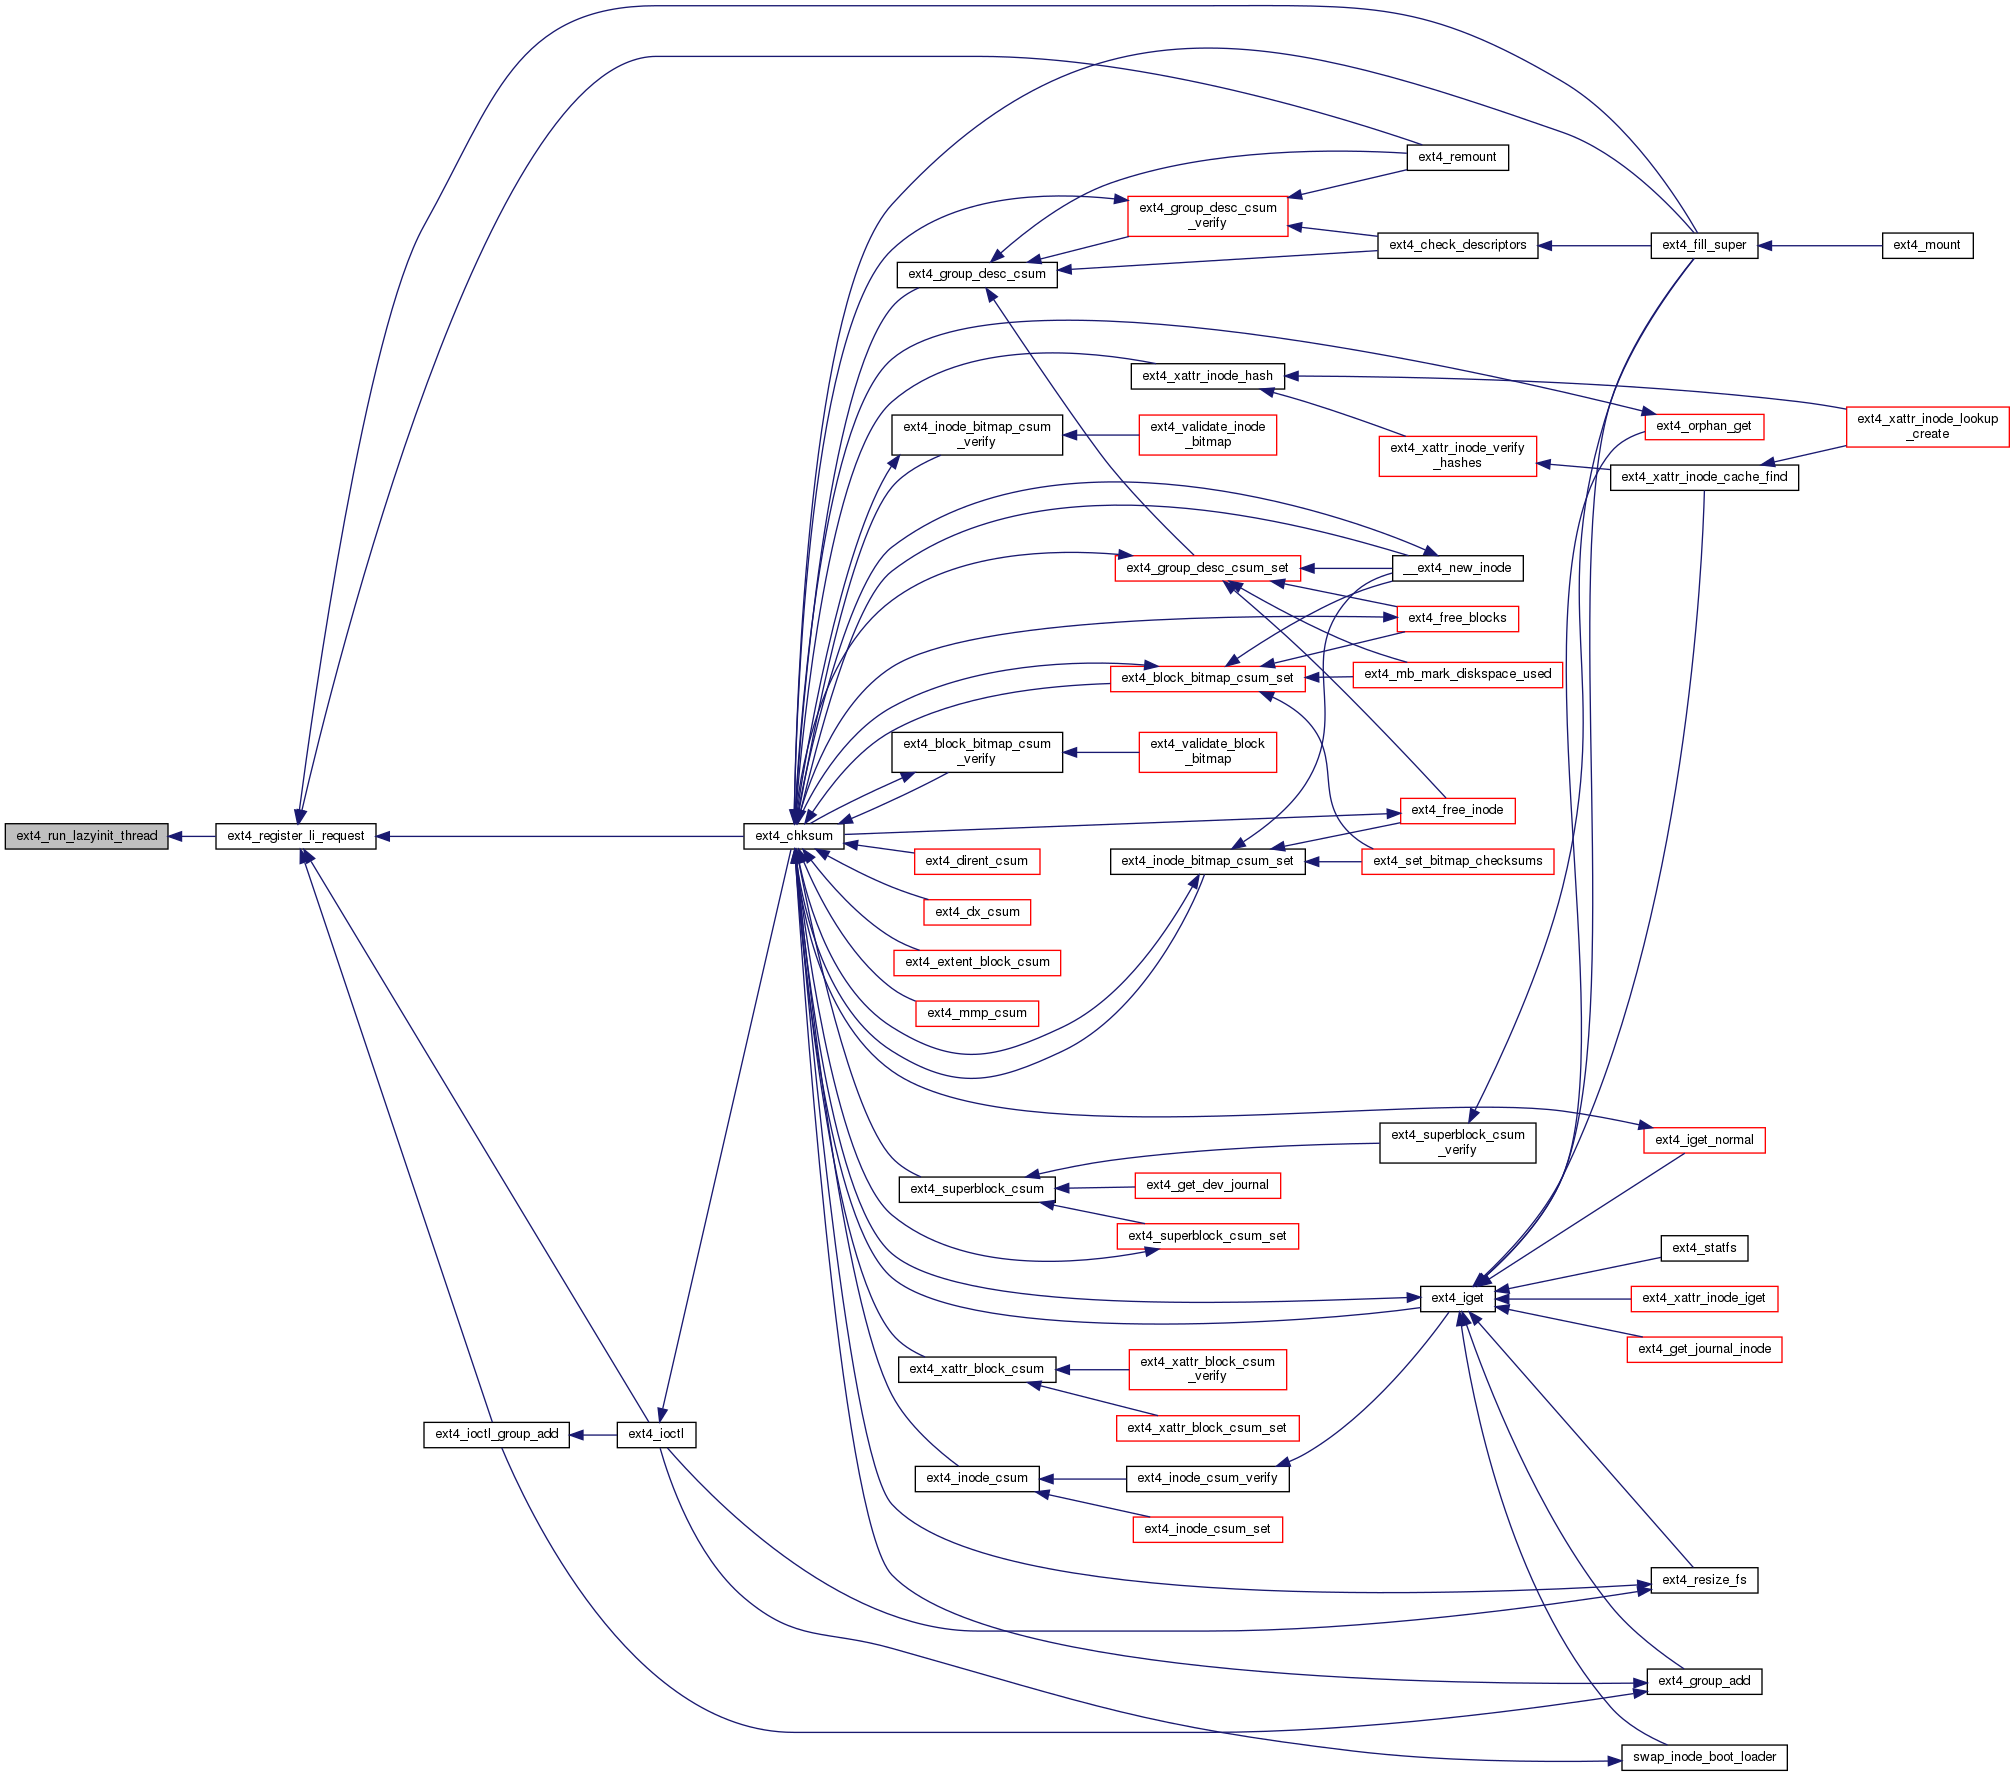 ext4_remount
ext4_group_desc_csum
_verify
ext4_check_descriptors
ext4_fill_super
ext4_mount
ext4_group_desc_csum
ext4_xattr_inode_hash
ext4_orphan_get
ext4_xattr_inode_lookup
_create
ext4_inode_bitmap_csum
_verify
ext4_validate_inode
_bitmap
ext4_xattr_inode_verify
_hashes
ext4_xattr_inode_cache_find
ext4_group_desc_csum_set
__ext4_new_inode
ext4_free_blocks
ext4_block_bitmap_csum_set
ext4_mb_mark_diskspace_used
ext4_block_bitmap_csum
_verify
ext4_validate_block
_bitmap
ext4_free_inode
ext4_run_lazyinit_thread
ext4_register_li_request
ext4_chksum
ext4_dirent_csum
ext4_inode_bitmap_csum_set
ext4_set_bitmap_checksums
ext4_dx_csum
ext4_extent_block_csum
ext4_mmp_csum
ext4_superblock_csum
_verify
ext4_iget_normal
ext4_superblock_csum
ext4_get_dev_journal
ext4_superblock_csum_set
ext4_statfs
ext4_iget
ext4_xattr_inode_iget
ext4_get_journal_inode
ext4_xattr_block_csum
ext4_xattr_block_csum
_verify
ext4_xattr_block_csum_set
ext4_ioctl_group_add
ext4_ioctl
ext4_inode_csum
ext4_inode_csum_verify
ext4_inode_csum_set
ext4_resize_fs
ext4_group_add
swap_inode_boot_loader